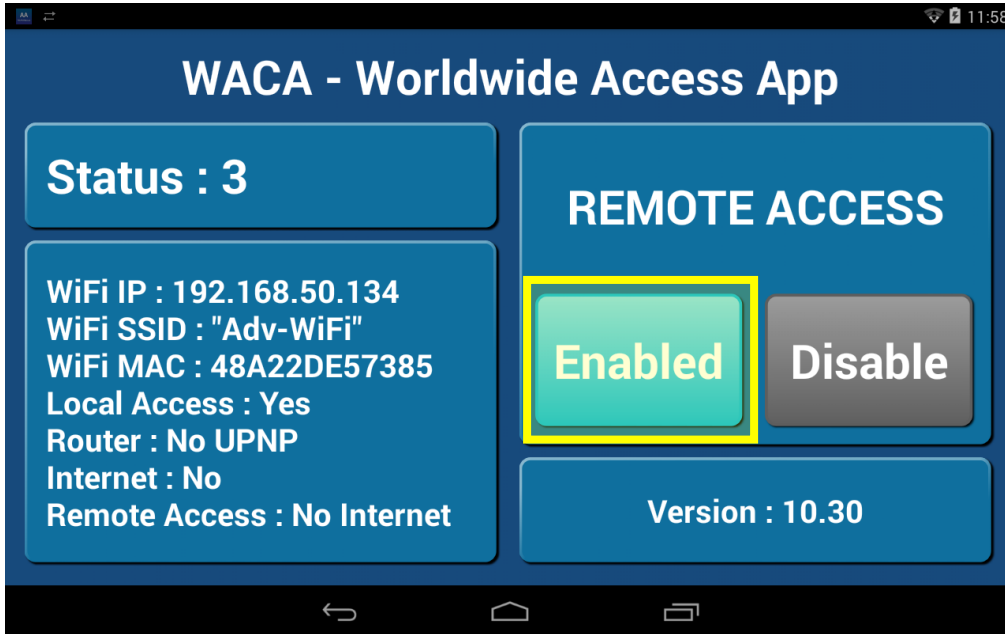 AA
11:58
WACA - Worldwide Access App
Status : 3
WiFi IP : 192.168.50.134
WiFi SSID : "Adv-WiFi"
WiFi MAC : 48A22DE57385
Local Access : Yes
Router : No UPNP
Internet : No
Remote Access : No Internet
REMOTE ACCESS
Enabled
Disable
Version : 10.30